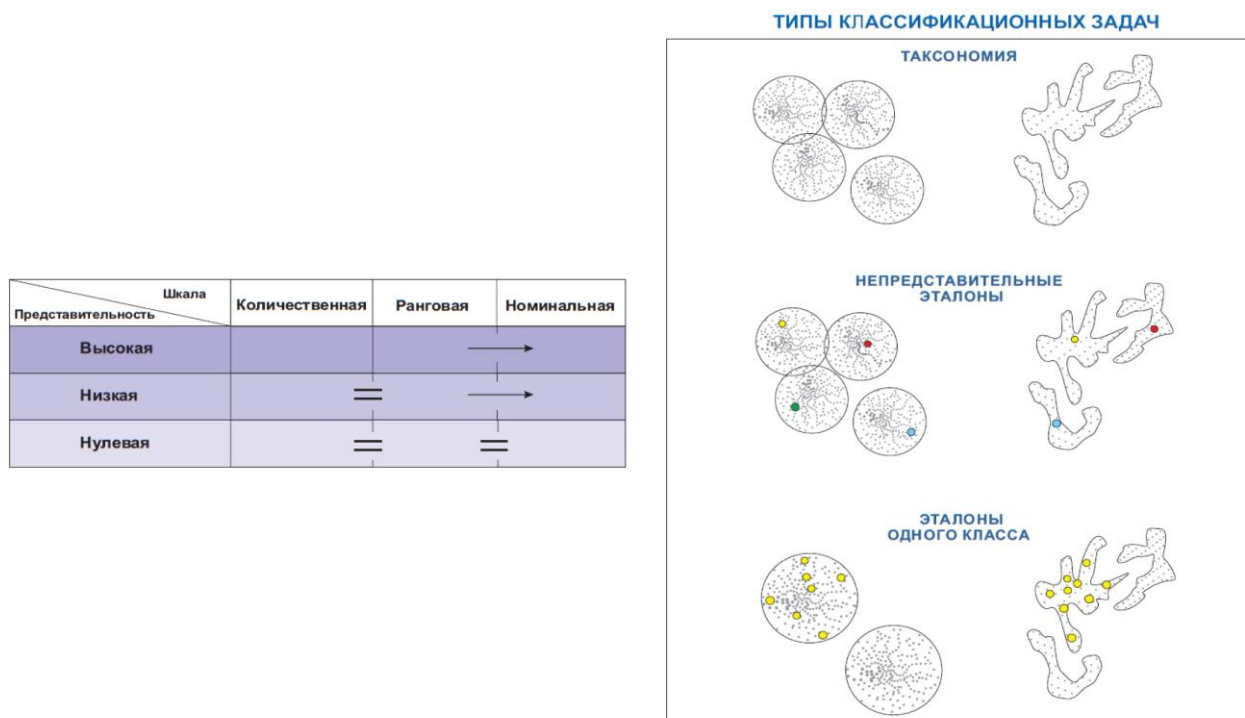 Шкала
Представительность
Количественная
Ранговая
Номинальная
Высокая
Низкая
Нулевая
ТИПЫ КЛАССИФИКАЦИОННЫХ ЗАДАЧ
ТАКСОНОМИЯ
НЕПРЕДСТАВИТЕЛЬНЫЕ
ЭТАЛОНЫ
ЭТАЛОНЫ
ОДНОГО КЛАССА